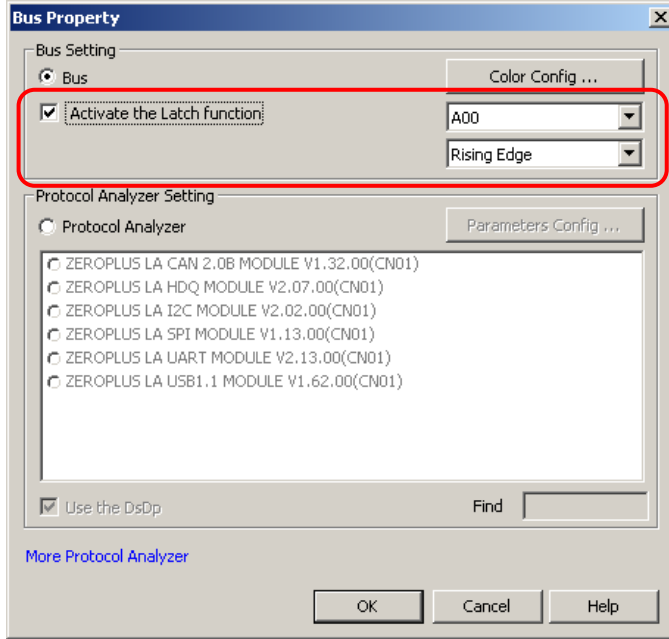 Bus Property
Bus Setting
Bus
Color Config ...
Activate the Latch function
A00
Rising Edge
Protocol Analyzer Setting
Protocol Analyzer
Parameters Config ...
ZEROPLUS LA CAN 2.0B MODULE V1.32.00(CN01)
ZEROPLUS LA HDQ MODULE V2.07.00(CN01)
ZEROPLUS LA I2C MODULE V2.02.00(CN01)
ZEROPLUS LA SPI MODULE V1.13.00(CN01)
ZEROPLUS LA UART MODULE V2.13.00(CN01)
ZEROPLUS LA USB1.1 MODULE V1.62.00(CN01)
Use the DsDp
Find
More Protocol Analyzer
OK
Cancel
Help